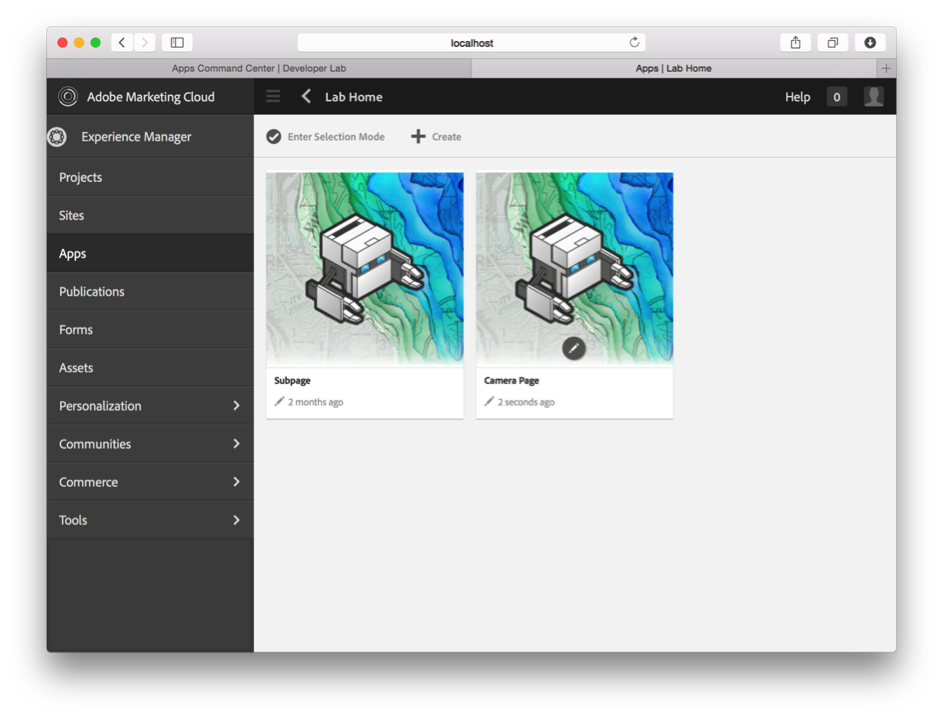 localhost
Apps Command Center | Developer Lab
Apps | Lab Home
Adobe Marketing Cloud
Lab Home
Help
0
Experience Manager
Enter Selection Mode
Create
Projects
Sites
Apps
Publications
Forms
Assets
Personalization
Communities
Commerce
Tools
Subpage
2 months ago
Camera Page
2 seconds ago